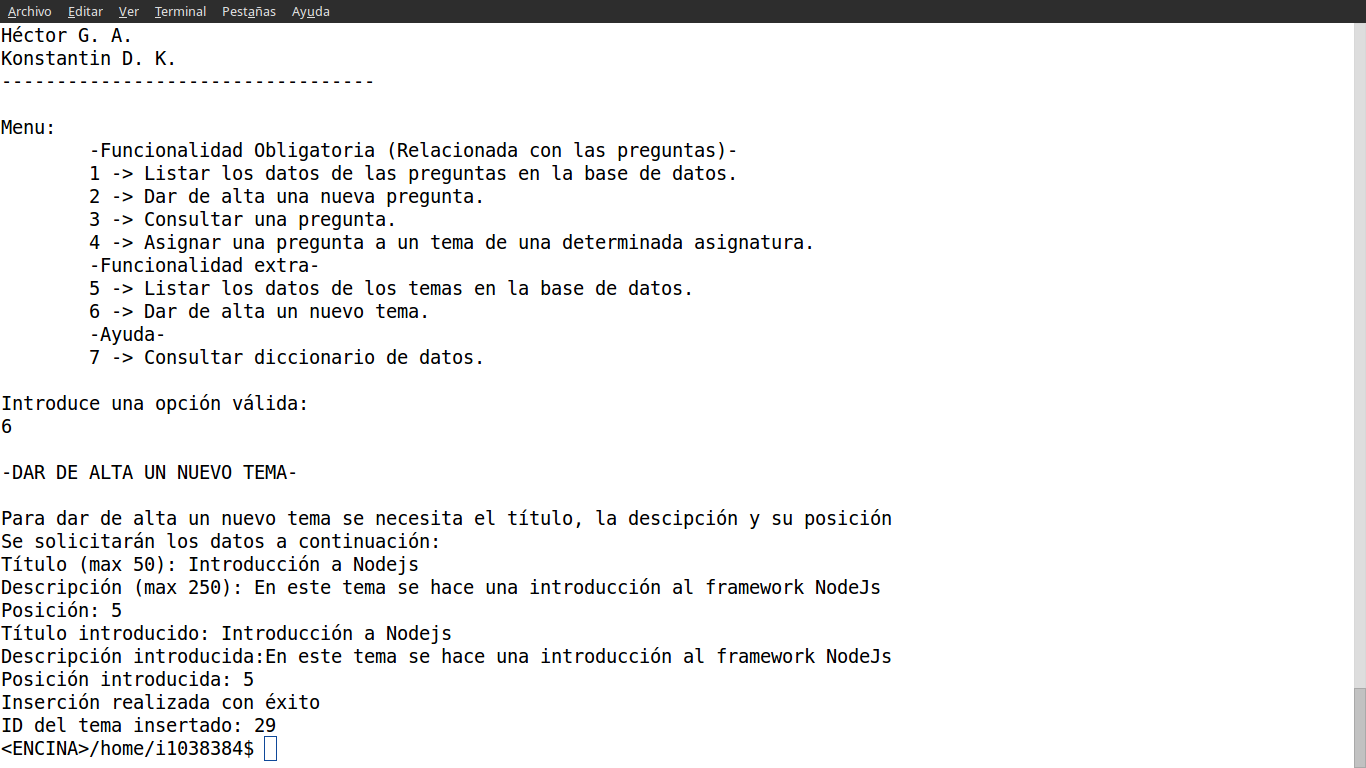 Archivo Editar Ver Terminal Pestañas Ayuda
Héctor G. A.
Konstantin D. K.
----------------------------------
Menu:
-Funcionalidad Obligatoria (Relacionada con las preguntas)-
1 -> Listar los datos de las preguntas en la base de datos.
2 -> Dar de alta una nueva pregunta.
3 -> Consultar una pregunta.
4 -> Asignar una pregunta a un tema de una determinada asignatura.
-Funcionalidad extra-
5 -> Listar los datos de los temas en la base de datos.
6 -> Dar de alta un nuevo tema.
-Ayuda-
7 -> Consultar diccionario de datos.
Introduce una opción válida:
6
-DAR DE ALTA UN NUEVO TEMA-
Para dar de alta un nuevo tema se necesita el título, la descipción y su posición
Se solicitarán los datos a continuación:
Título (max 50): Introducción a Nodejs
Descripción (max 250): En este tema se hace una introducción al framework NodeJs
Posición: 5
Título introducido: Introducción a Nodejs
Descripción introducida:En este tema se hace una introducción al framework NodeJs
Posición introducida: 5
Inserción realizada con éxito
ID del tema insertado: 29
<ENCINA>/home/i1038384$